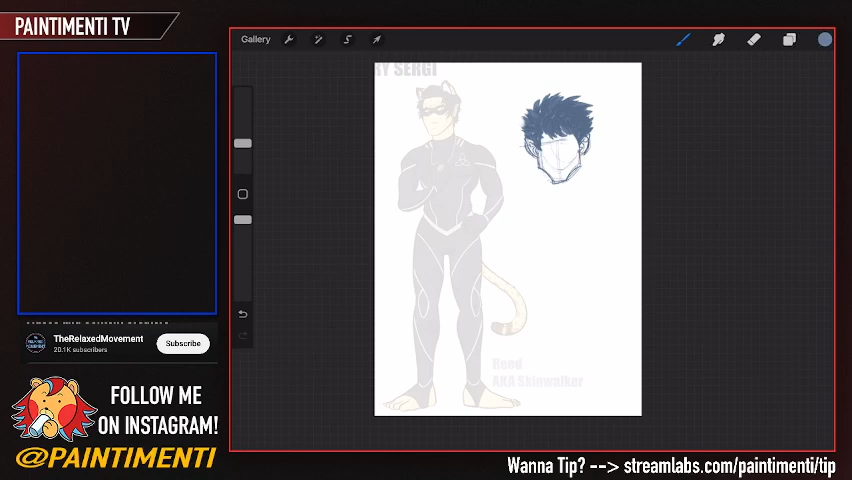 PAINTIMENTI TV
Gallery
RY SERGI
TheRelaxedMovement
20.1K subscribers
Subscribe
Reed
AKA Skinwalker
FOLLOW ME
ON INSTAGRAM!
@PAINTIMENTI
Wanna Tip? --> streamlabs.com/paintimenti/tip